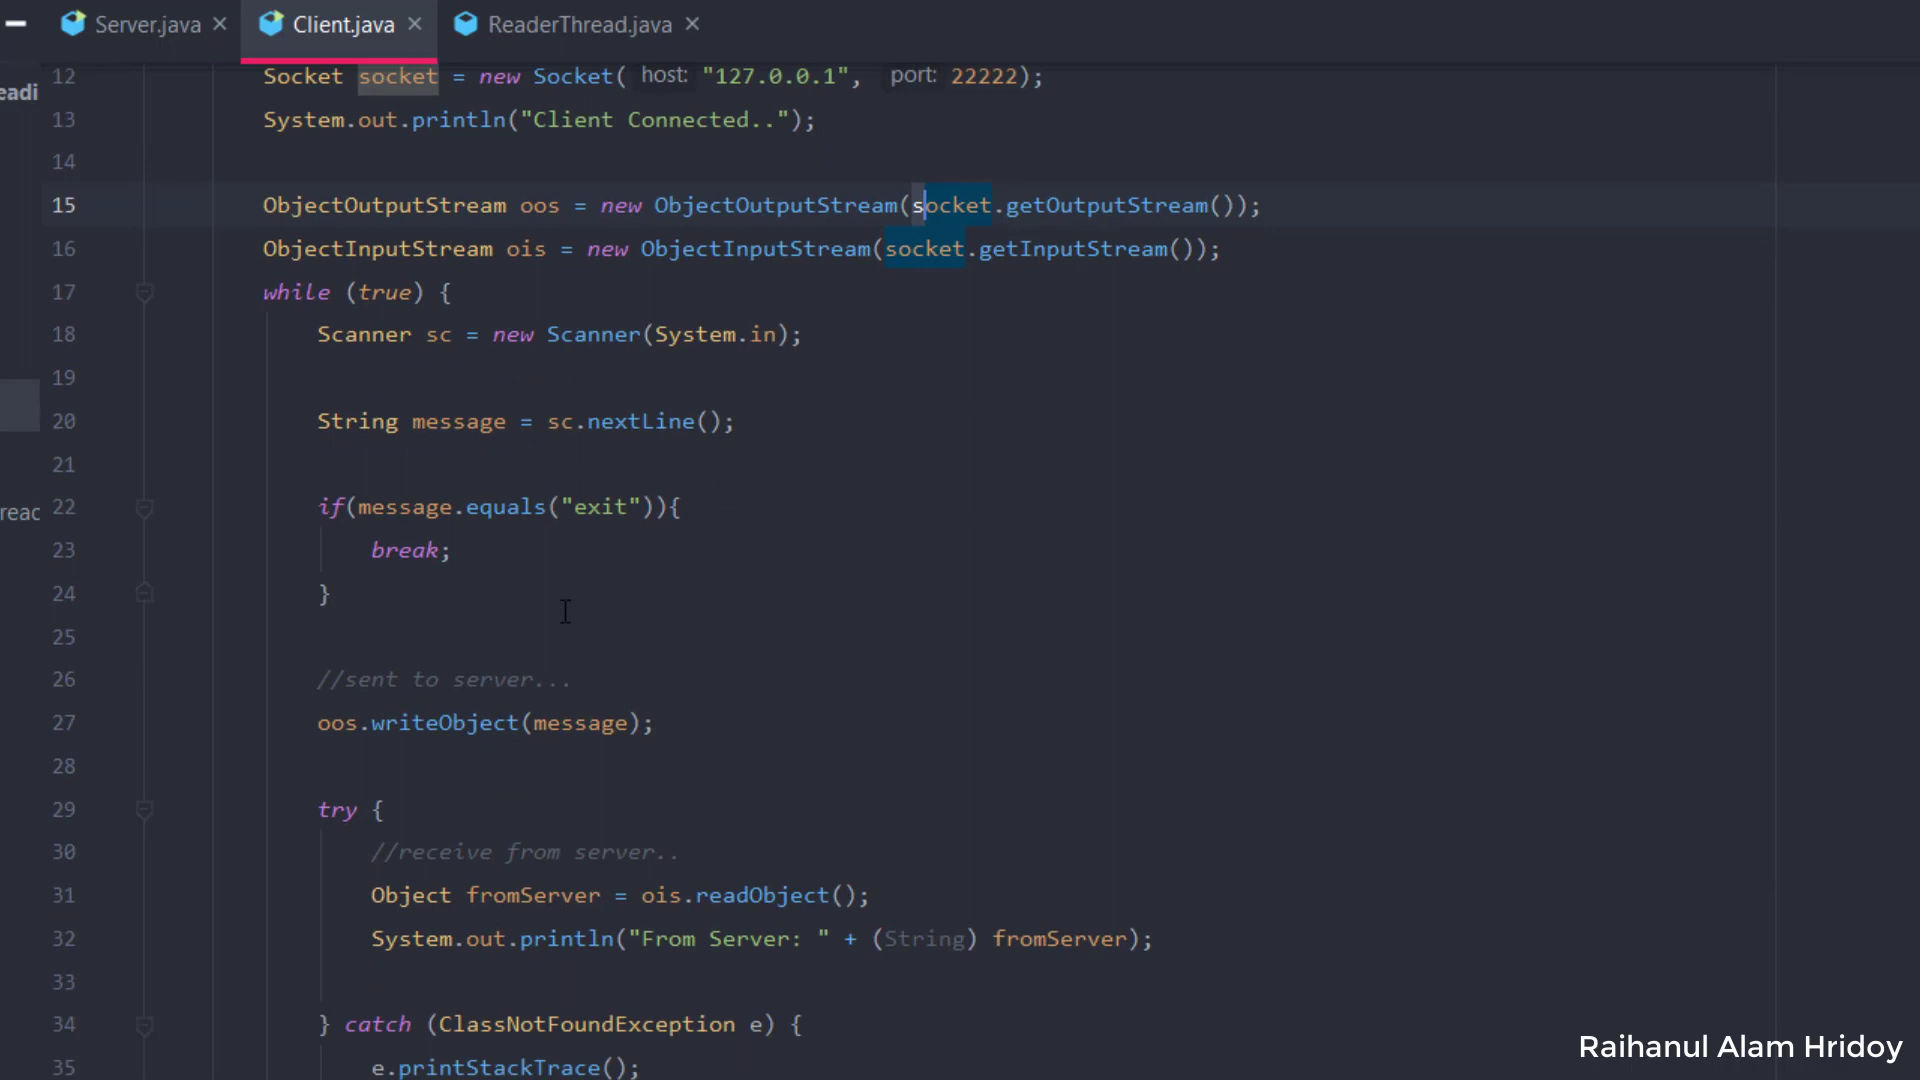 Server.java
Client.java
ReaderThread.java
eadi
12 Socket socket = new Socket( host: "127.0.0.1", port: 22222);
13 System.out.println("Client Connected..");
14
15 ObjectOutputStream oos = new ObjectOutputStream(socket.getOutputStream());
16 ObjectInputStream ois = new ObjectInputStream(socket.getInputStream());
17 while (true) {
18 Scanner sc = new Scanner(System.in);
19
20 String message = sc.nextLine();
21
reac
22 if(message.equals("exit")){
23 break;
24 }
25
26 //sent to server...
27 oos.writeObject(message);
28
29 try {
30 //receive from server..
31 Object fromServer = ois.readObject();
32 System.out.println("From Server: " + (String) fromServer);
33
34 } catch (ClassNotFoundException e) {
35 e.printStackTrace();
Raihanul Alam Hridoy